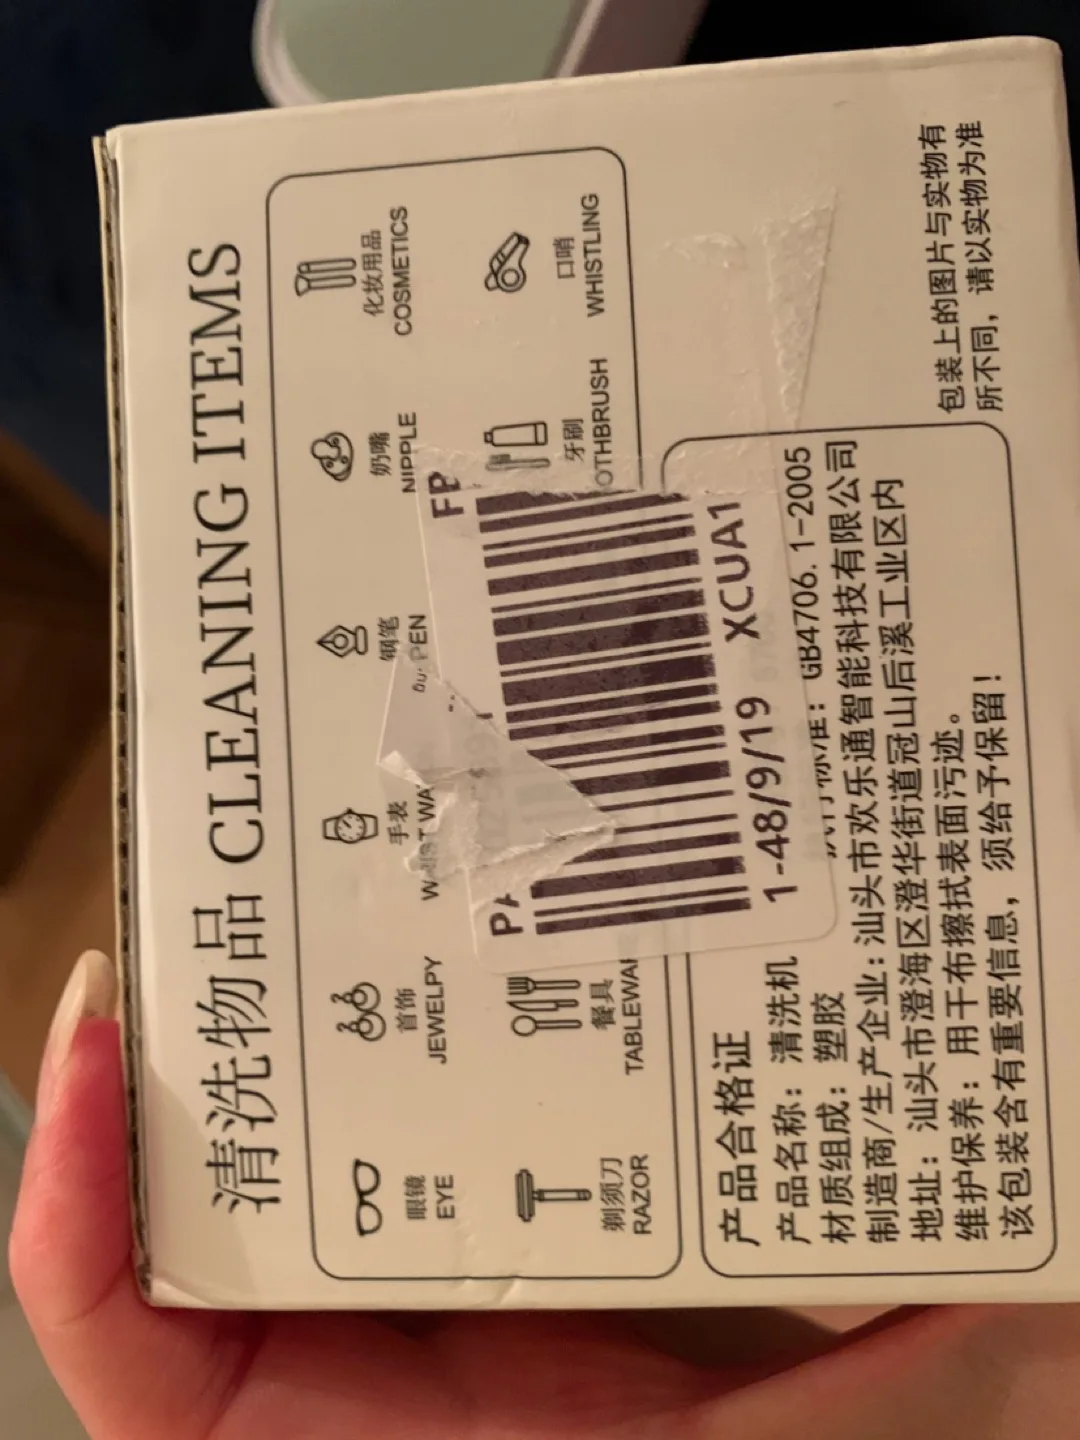 清洗物品 CLEANING ITEMS
眼镜
EYE
首饰
JEWELPY
手表
钢笔
PEN
奶嘴
NIPPLE
化妆用品
COSMETICS
剃须刀
RAZOR
餐具
牙刷
口哨
WHISTLING
1-48/9/19 XCUA1
产品合格证
产品名称：清洗机
材质组成：塑胶
GB4706.1-2005
制造商/生产企业：汕头市欢乐通智能科技有限公司
地址：汕头市澄海区澄华街道冠山后溪工业区内
维护保养：用干布擦拭表面污迹。
该包装含有重要信息，须给予保留！
包装上的图片与实物有
所不同，请以实物为准